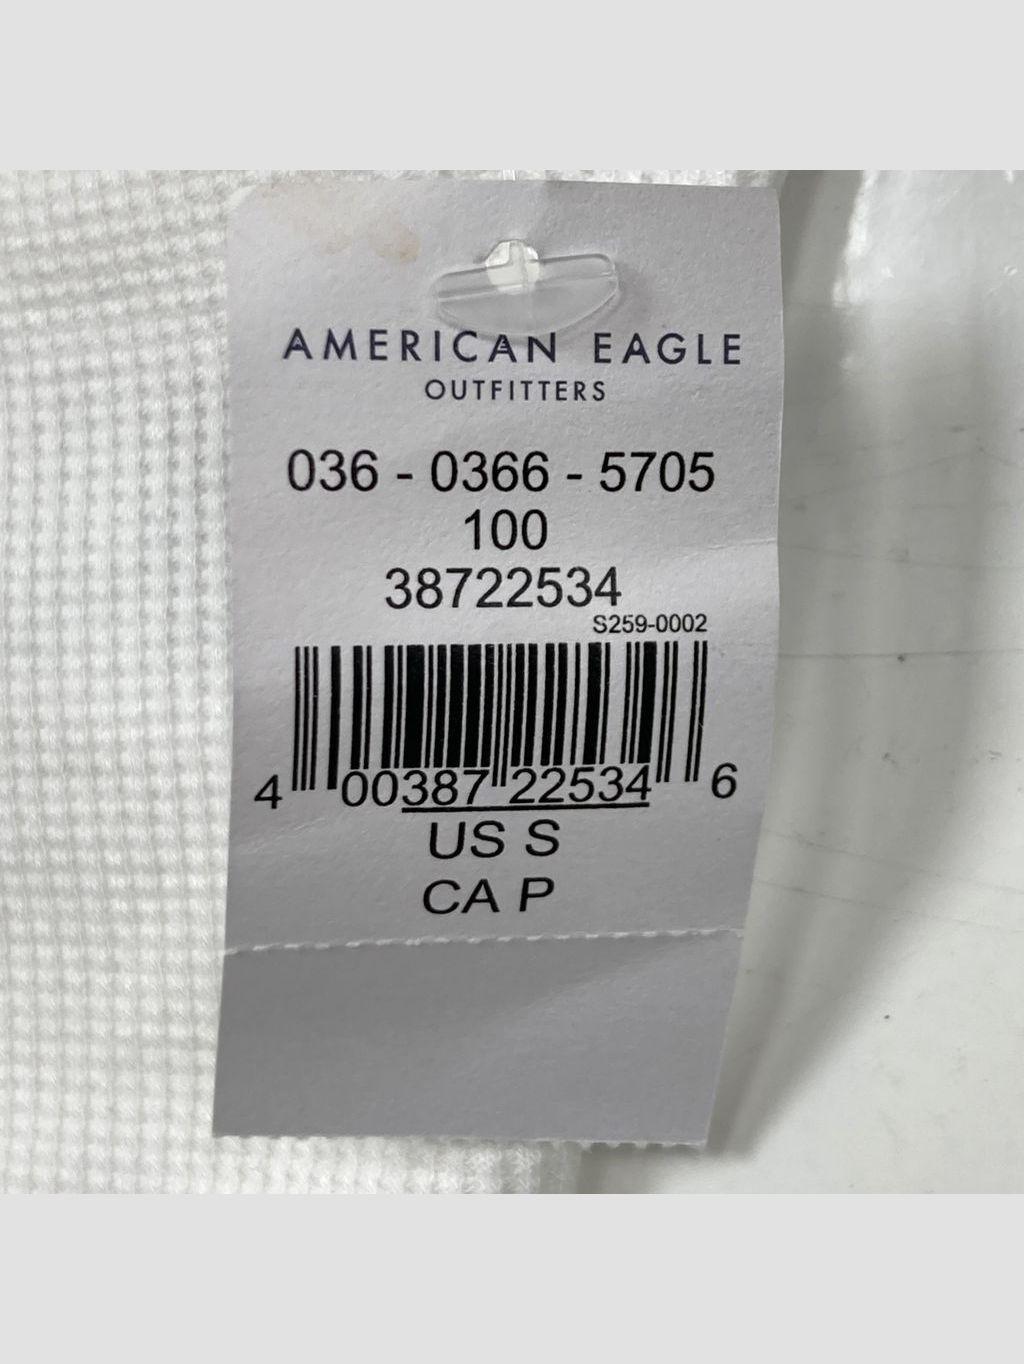 AMERICAN EAGLE
OUTFITTERS
036 - 0366 - 5705
100
38722534
S259-0002
4 00387 22534 6
US S
CA P